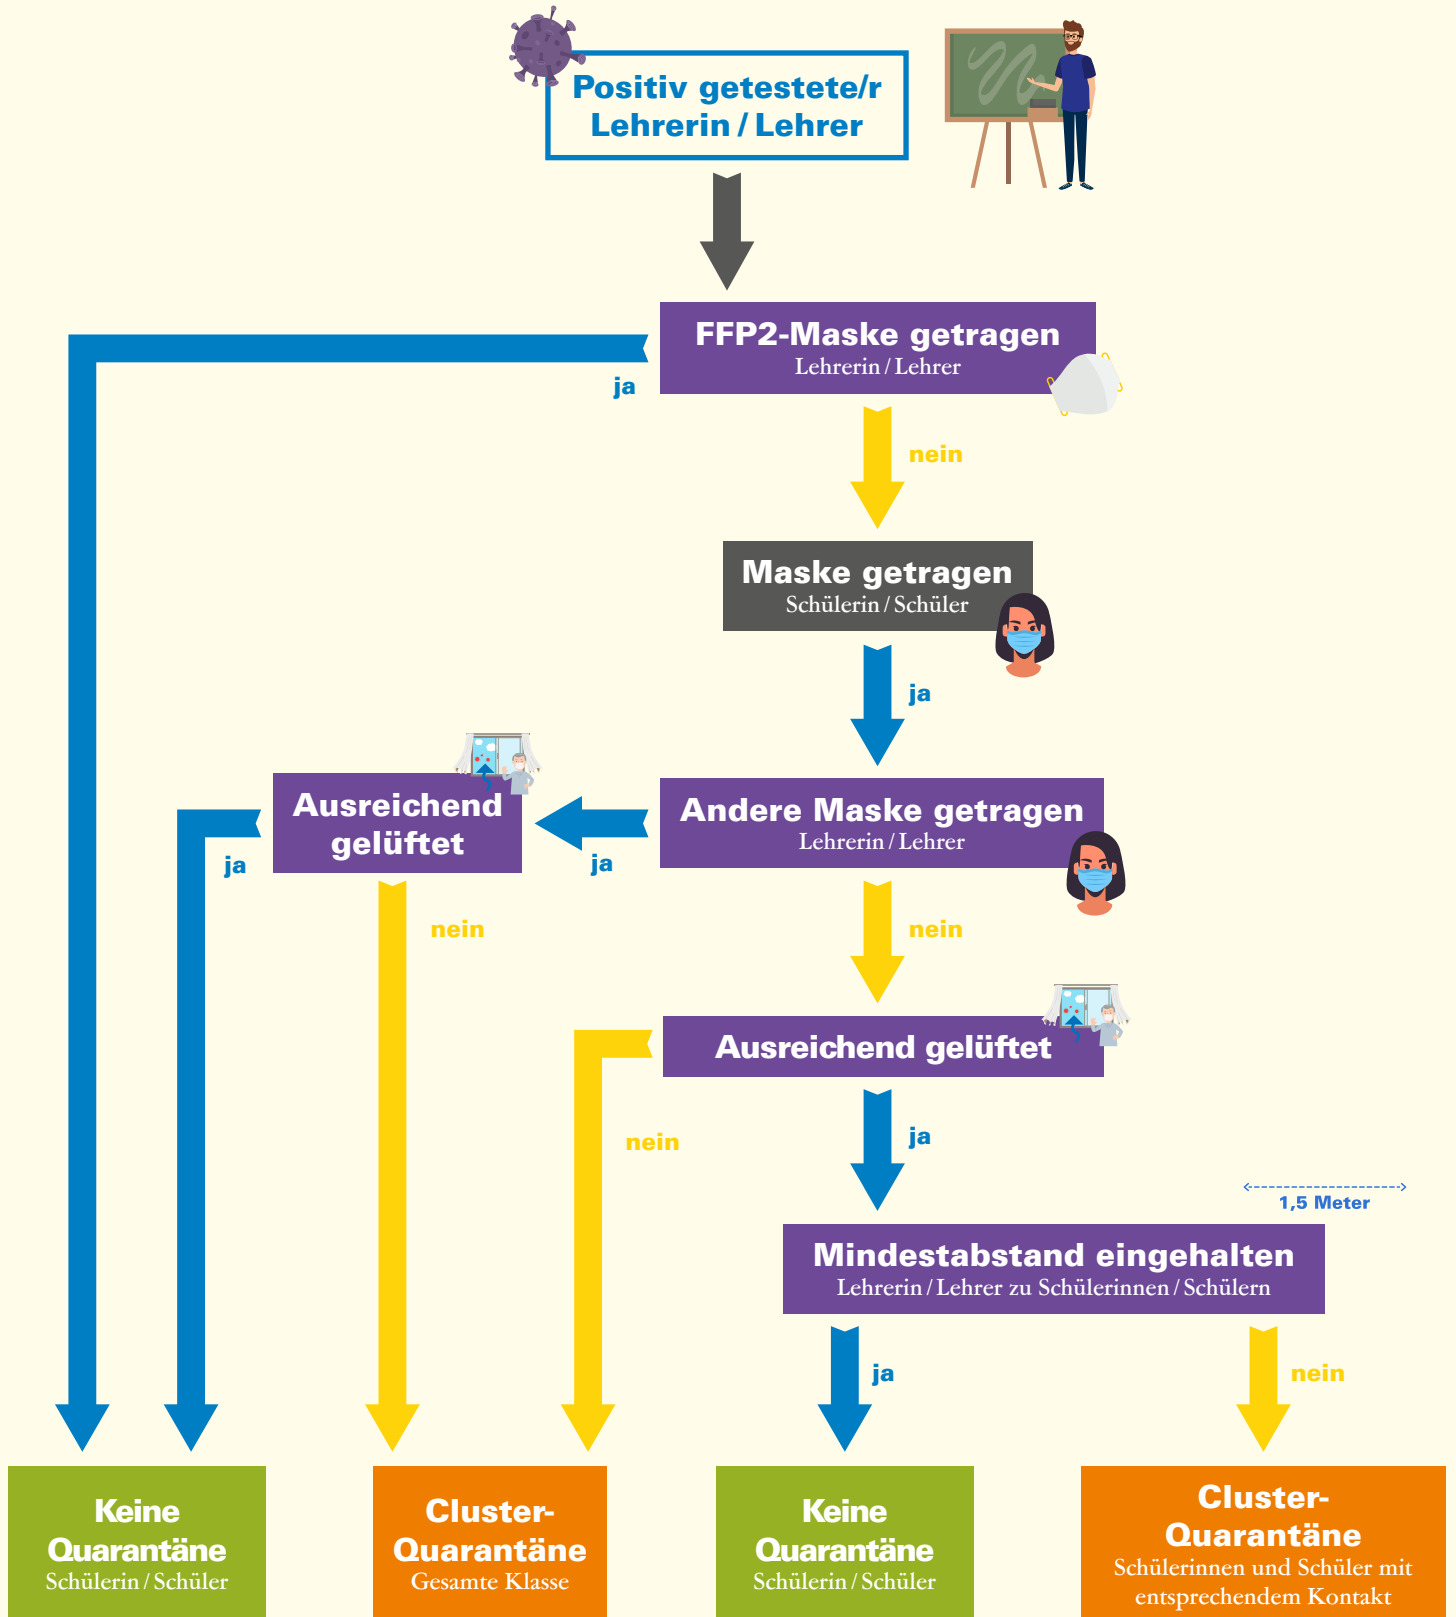 Positiv getestete/r
Lehrerin / Lehrer
FFP2-Maske getragen
Lehrerin / Lehrer
ja
nein
Maske getragen
Schülerin / Schüler
ja
Andere Maske getragen
Lehrerin / Lehrer
ja
Ausreichend
gelüftet
ja
nein
nein
Ausreichend gelüftet
nein
ja
1,5 Meter
Mindestabstand eingehalten
Lehrerin / Lehrer zu Schülerinnen / Schülern
ja
nein
Keine
Quarantäne
Schülerin / Schüler
Cluster-
Quarantäne
Gesamte Klasse
Keine
Quarantäne
Schülerin / Schüler
Cluster-
Quarantäne
Schülerinnen und Schüler mit
entsprechendem Kontakt